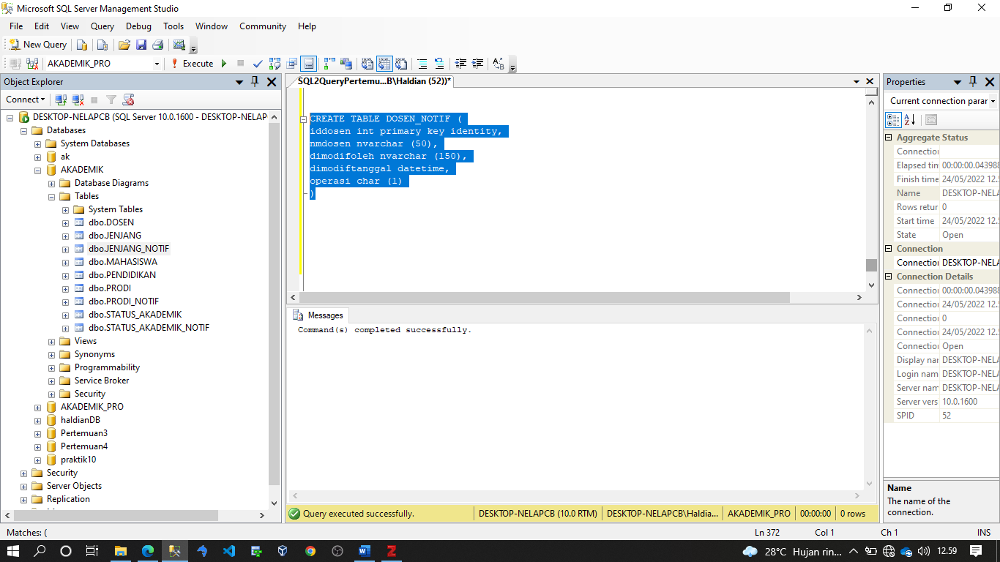 Microsoft SQL Server Management Studio
File Edit View Query Debug Tools Window Community Help
New Query
AKADEMIK_PRO Execute
Object Explorer
Connect
DESKTOP-NELAPCB (SQL Server 10.0.1600 - DESKTOP-NELAP
Databases
System Databases
ak
AKADEMIK
Database Diagrams
Tables
System Tables
dbo.DOSEN
dbo.JENJANG
dbo.JENJANG_NOTIF
dbo.MAHASISWA
dbo.PENDIDIKAN
dbo.PRODI
dbo.PRODI_NOTIF
dbo.STATUS_AKADEMIK
dbo.STATUS_AKADEMIK_NOTIF
Views
Synonyms
Programmability
Service Broker
Security
AKADEMIK_PRO
haldianDB
Pertemuan3
Pertemuan4
praktik10
Security
Server Objects
Replication
SQL2QueryPertemu...B\Haldian (52))*
CREATE TABLE DOSEN_NOTIF (
iddosen int primary key identity,
nmdosen nvarchar (50),
dimodifoleh nvarchar (150),
dimodiftanggal datetime,
operasi char (1)
)
Messages
Command(s) completed successfully.
Query executed successfully. DESKTOP-NELAPCB (10.0 RTM) DESKTOP-NELAPCB\Haldia... AKADEMIK_PRO 00:00:00 0 rows
Properties
Current connection parar
Aggregate Status
Connection
Elapsed tim 00:00:00.043988
Finish time 24/05/2022 12.5
Name DESKTOP-NELA
Rows retur 0
Start time 24/05/2022 12.5
State Open
Connection
Connection DESKTOP-NELA
Connection Details
Connection 00:00:00.043988
Connection 24/05/2022 12.5
Connection 0
Connection 24/05/2022 12.5
Connection Open
Display nar DESKTOP-NELA
Login nam DESKTOP-NELA
Server nam DESKTOP-NELA
Server vers 10.0.1600
SPID 52
Name
The name of the
connection.
Matches: ( Ln 372 Col 1 Ch 1 INS
28°C Hujan rin... 12.59